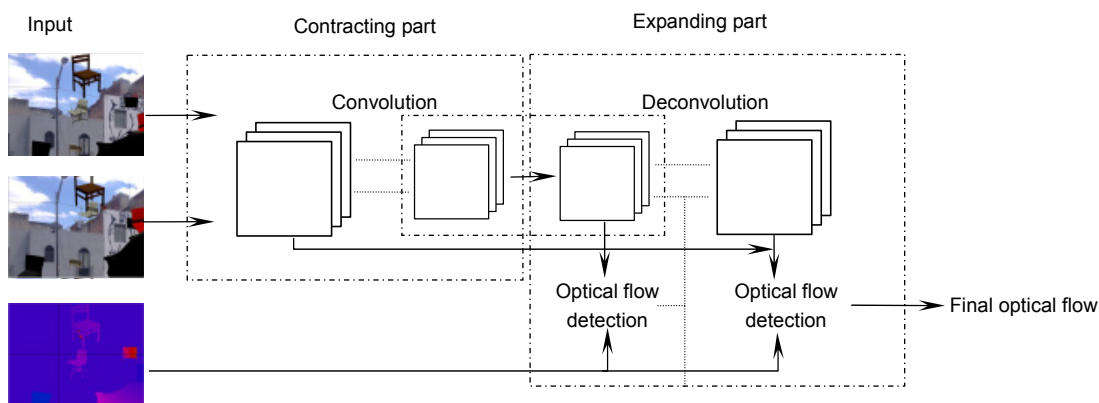 Input
Contracting part
Expanding part
Convolution
Deconvolution
Optical flow
detection
Optical flow
detection
Final optical flow